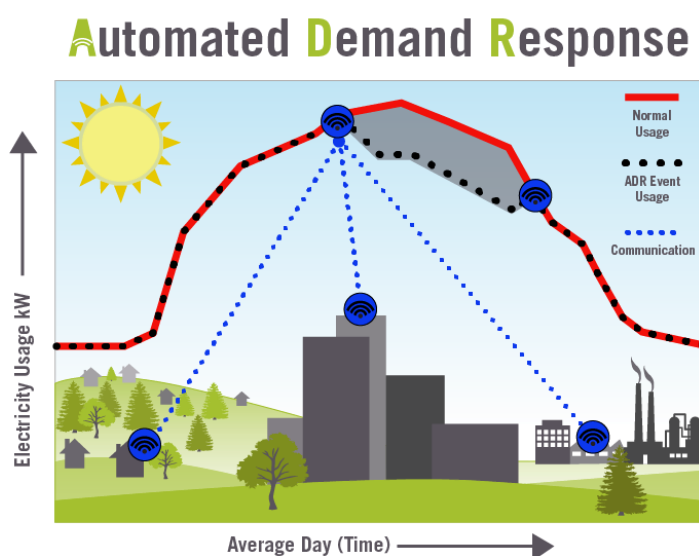 Automated Demand Response
Normal
Usage
ADR Event
Usage
Communication
Electricity Usage kW
Average Day (Time)